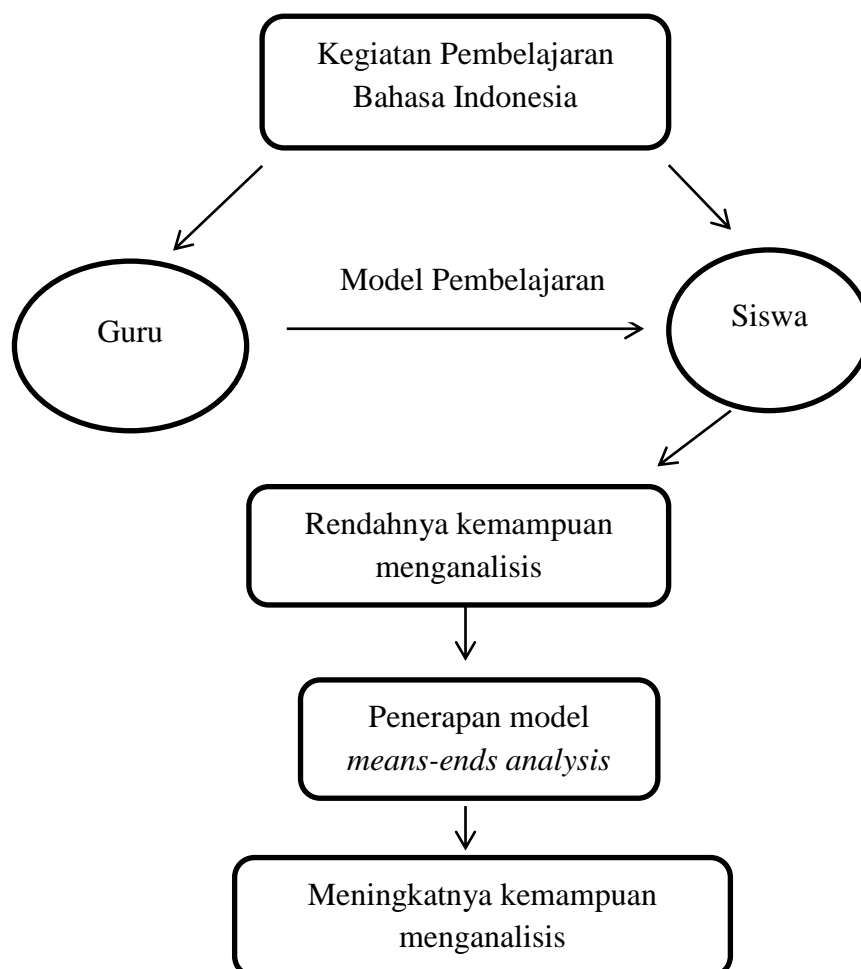 Kegiatan Pembelajaran
Bahasa Indonesia
Model Pembelajaran
Guru
Siswa
Rendahnya kemampuan
menganalisis
Penerapan model
means-ends analysis
Meningkatnya kemampuan
menganalisis